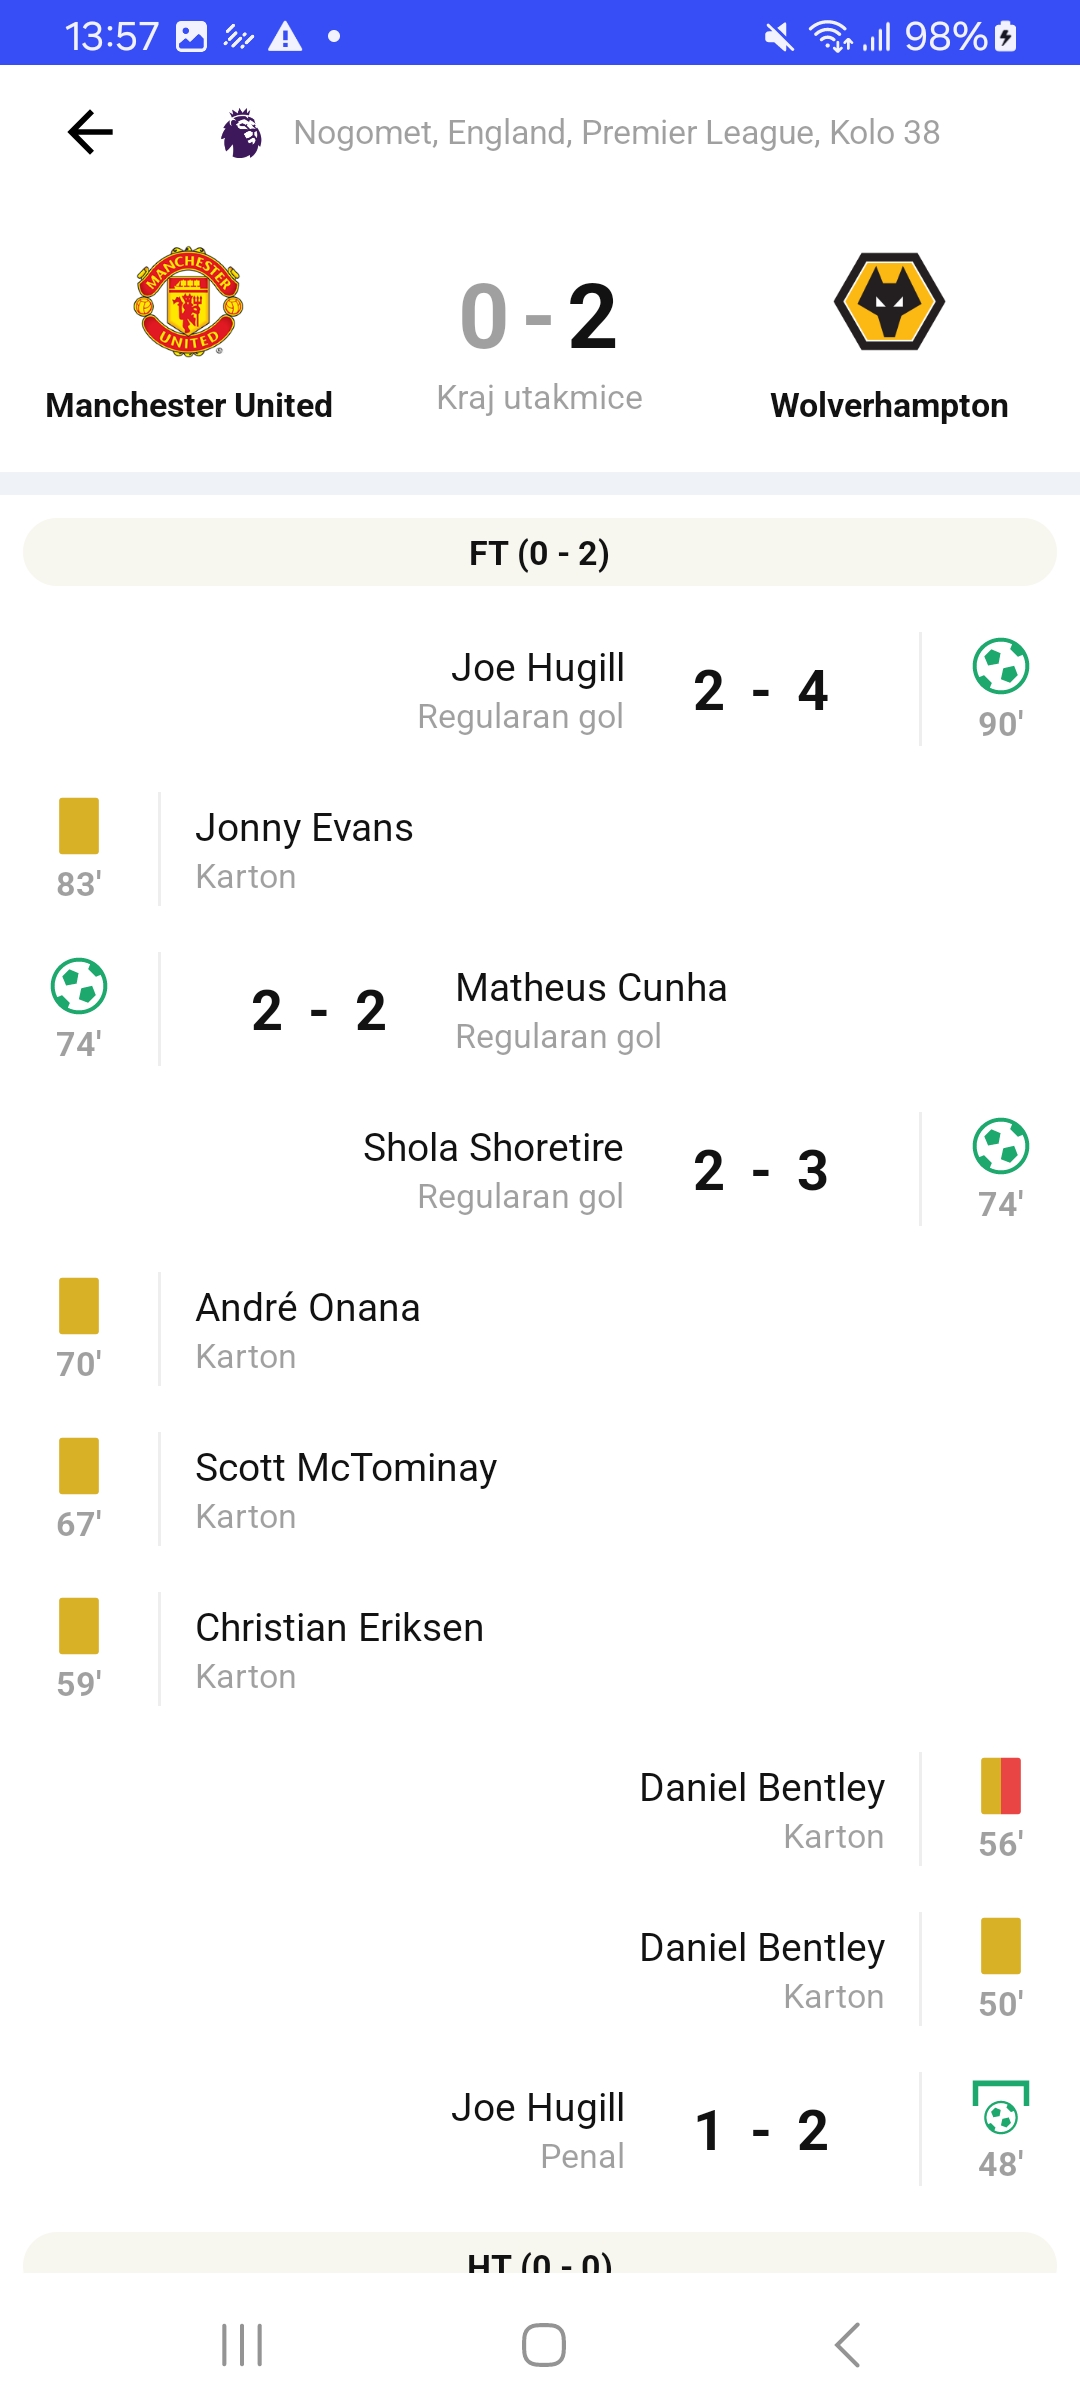 13:57
98%
Nogomet, England, Premier League, Kolo 38
MANCHESTER
UNITED
0 - 2
Kraj utakmice
Manchester United
Wolverhampton
FT (0 - 2)
Joe Hugill
Regularan gol
2 - 4
90'
83'
Jonny Evans
Karton
74'
2 - 2
Matheus Cunha
Regularan gol
Shola Shoretire
Regularan gol
2 - 3
74'
70'
André Onana
Karton
67'
Scott McTominay
Karton
59'
Christian Eriksen
Karton
Daniel Bentley
Karton
56'
Daniel Bentley
Karton
50'
Joe Hugill
Penal
1 - 2
48'
HT (0 - 0)